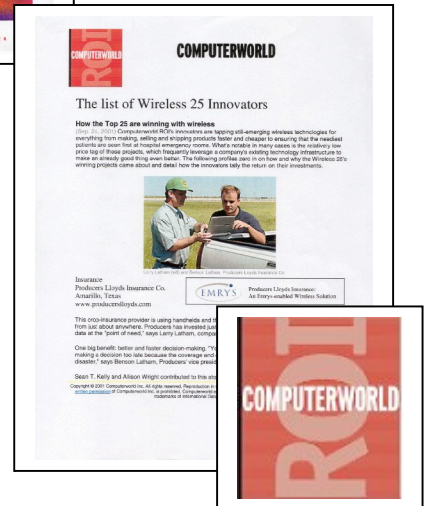 COMPUTERWORLD
ROI
COMPUTERWORLD
The list of Wireless 25 Innovators
How the Top 25 are winning with wireless
(Sep. 24, 2001) Computerworld ROI's innovators are tapping still-emerging wireless technologies for
everything from making, selling and shipping products faster and cheaper to ensuring that the neediest
patients are seen first at hospital emergency rooms. What's notable in many cases is the relatively low
price tag of these projects, which frequently leverage a company's existing technology infrastructure to
make an already good thing even better. The following profiles zero in on how and why the Wireless 25's
winning projects came about and detail how the innovators tally the return on their investments.
Larry Latham (left) and Benson Latham, Producers Lloyds Insurance Co.
Insurance
Producers Lloyds Insurance Co.
Amarillo, Texas
www.producerslloyds.com
EMRYS
Producers Lloyds Insurance:
An Emrys-enabled Wireless Solution
This crop-insurance provider is using handhelds and
from just about anywhere. Producers has invested just
data at the "point of need," says Larry Latham,
One big benefit: better and faster decision-making.
making a decision too late because the coverage and
disaster," says Benson Latham, Producers' vice
Sean T. Kelly and Allison Wright contributed to this
Copyright © 2001 Computerworld Inc. All rights reserved. Reproduction in
written permission of Computerworld Inc. is prohibited. Computerworld
trademarks of International Data
ROI
COMPUTERWORLD